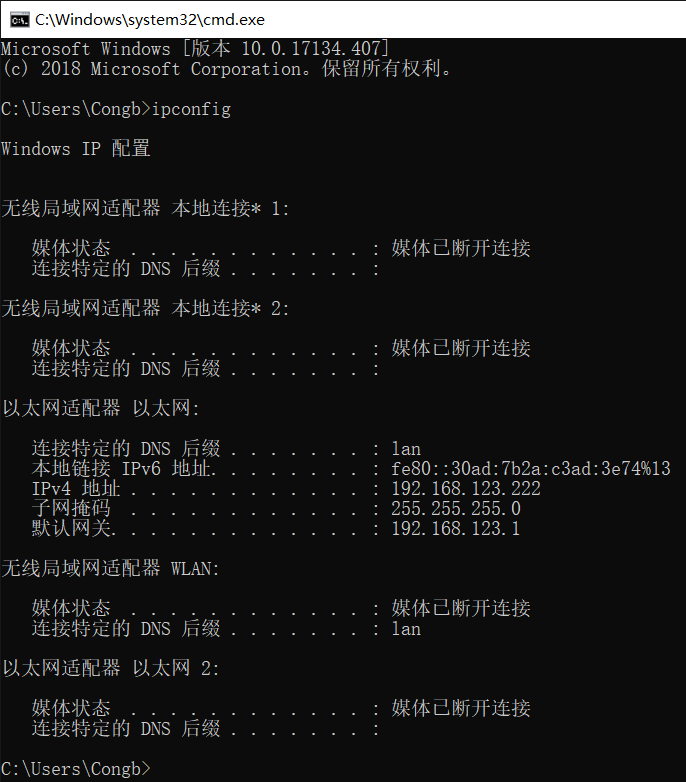 C:\Windows\system32\cmd.exe
Microsoft Windows [版本 10.0.17134.407]
(c) 2018 Microsoft Corporation。保留所有权利。
C:\Users\Congb>ipconfig
Windows IP 配置
无线局域网适配器 本地连接* 1:
   媒体状态  . . . . . . . . . . . . : 媒体已断开连接
   连接特定的 DNS 后缀 . . . . . . . :
无线局域网适配器 本地连接* 2:
   媒体状态  . . . . . . . . . . . . : 媒体已断开连接
   连接特定的 DNS 后缀 . . . . . . . :
以太网适配器 以太网:
   连接特定的 DNS 后缀 . . . . . . . : lan
   本地链接 IPv6 地址. . . . . . . . : fe80::30ad:7b2a:c3ad:3e74%13
   IPv4 地址 . . . . . . . . . . . . : 192.168.123.222
   子网掩码  . . . . . . . . . . . . : 255.255.255.0
   默认网关. . . . . . . . . . . . . : 192.168.123.1
无线局域网适配器 WLAN:
   媒体状态  . . . . . . . . . . . . : 媒体已断开连接
   连接特定的 DNS 后缀 . . . . . . . : lan
以太网适配器 以太网 2:
   媒体状态  . . . . . . . . . . . . : 媒体已断开连接
   连接特定的 DNS 后缀 . . . . . . . :
C:\Users\Congb>